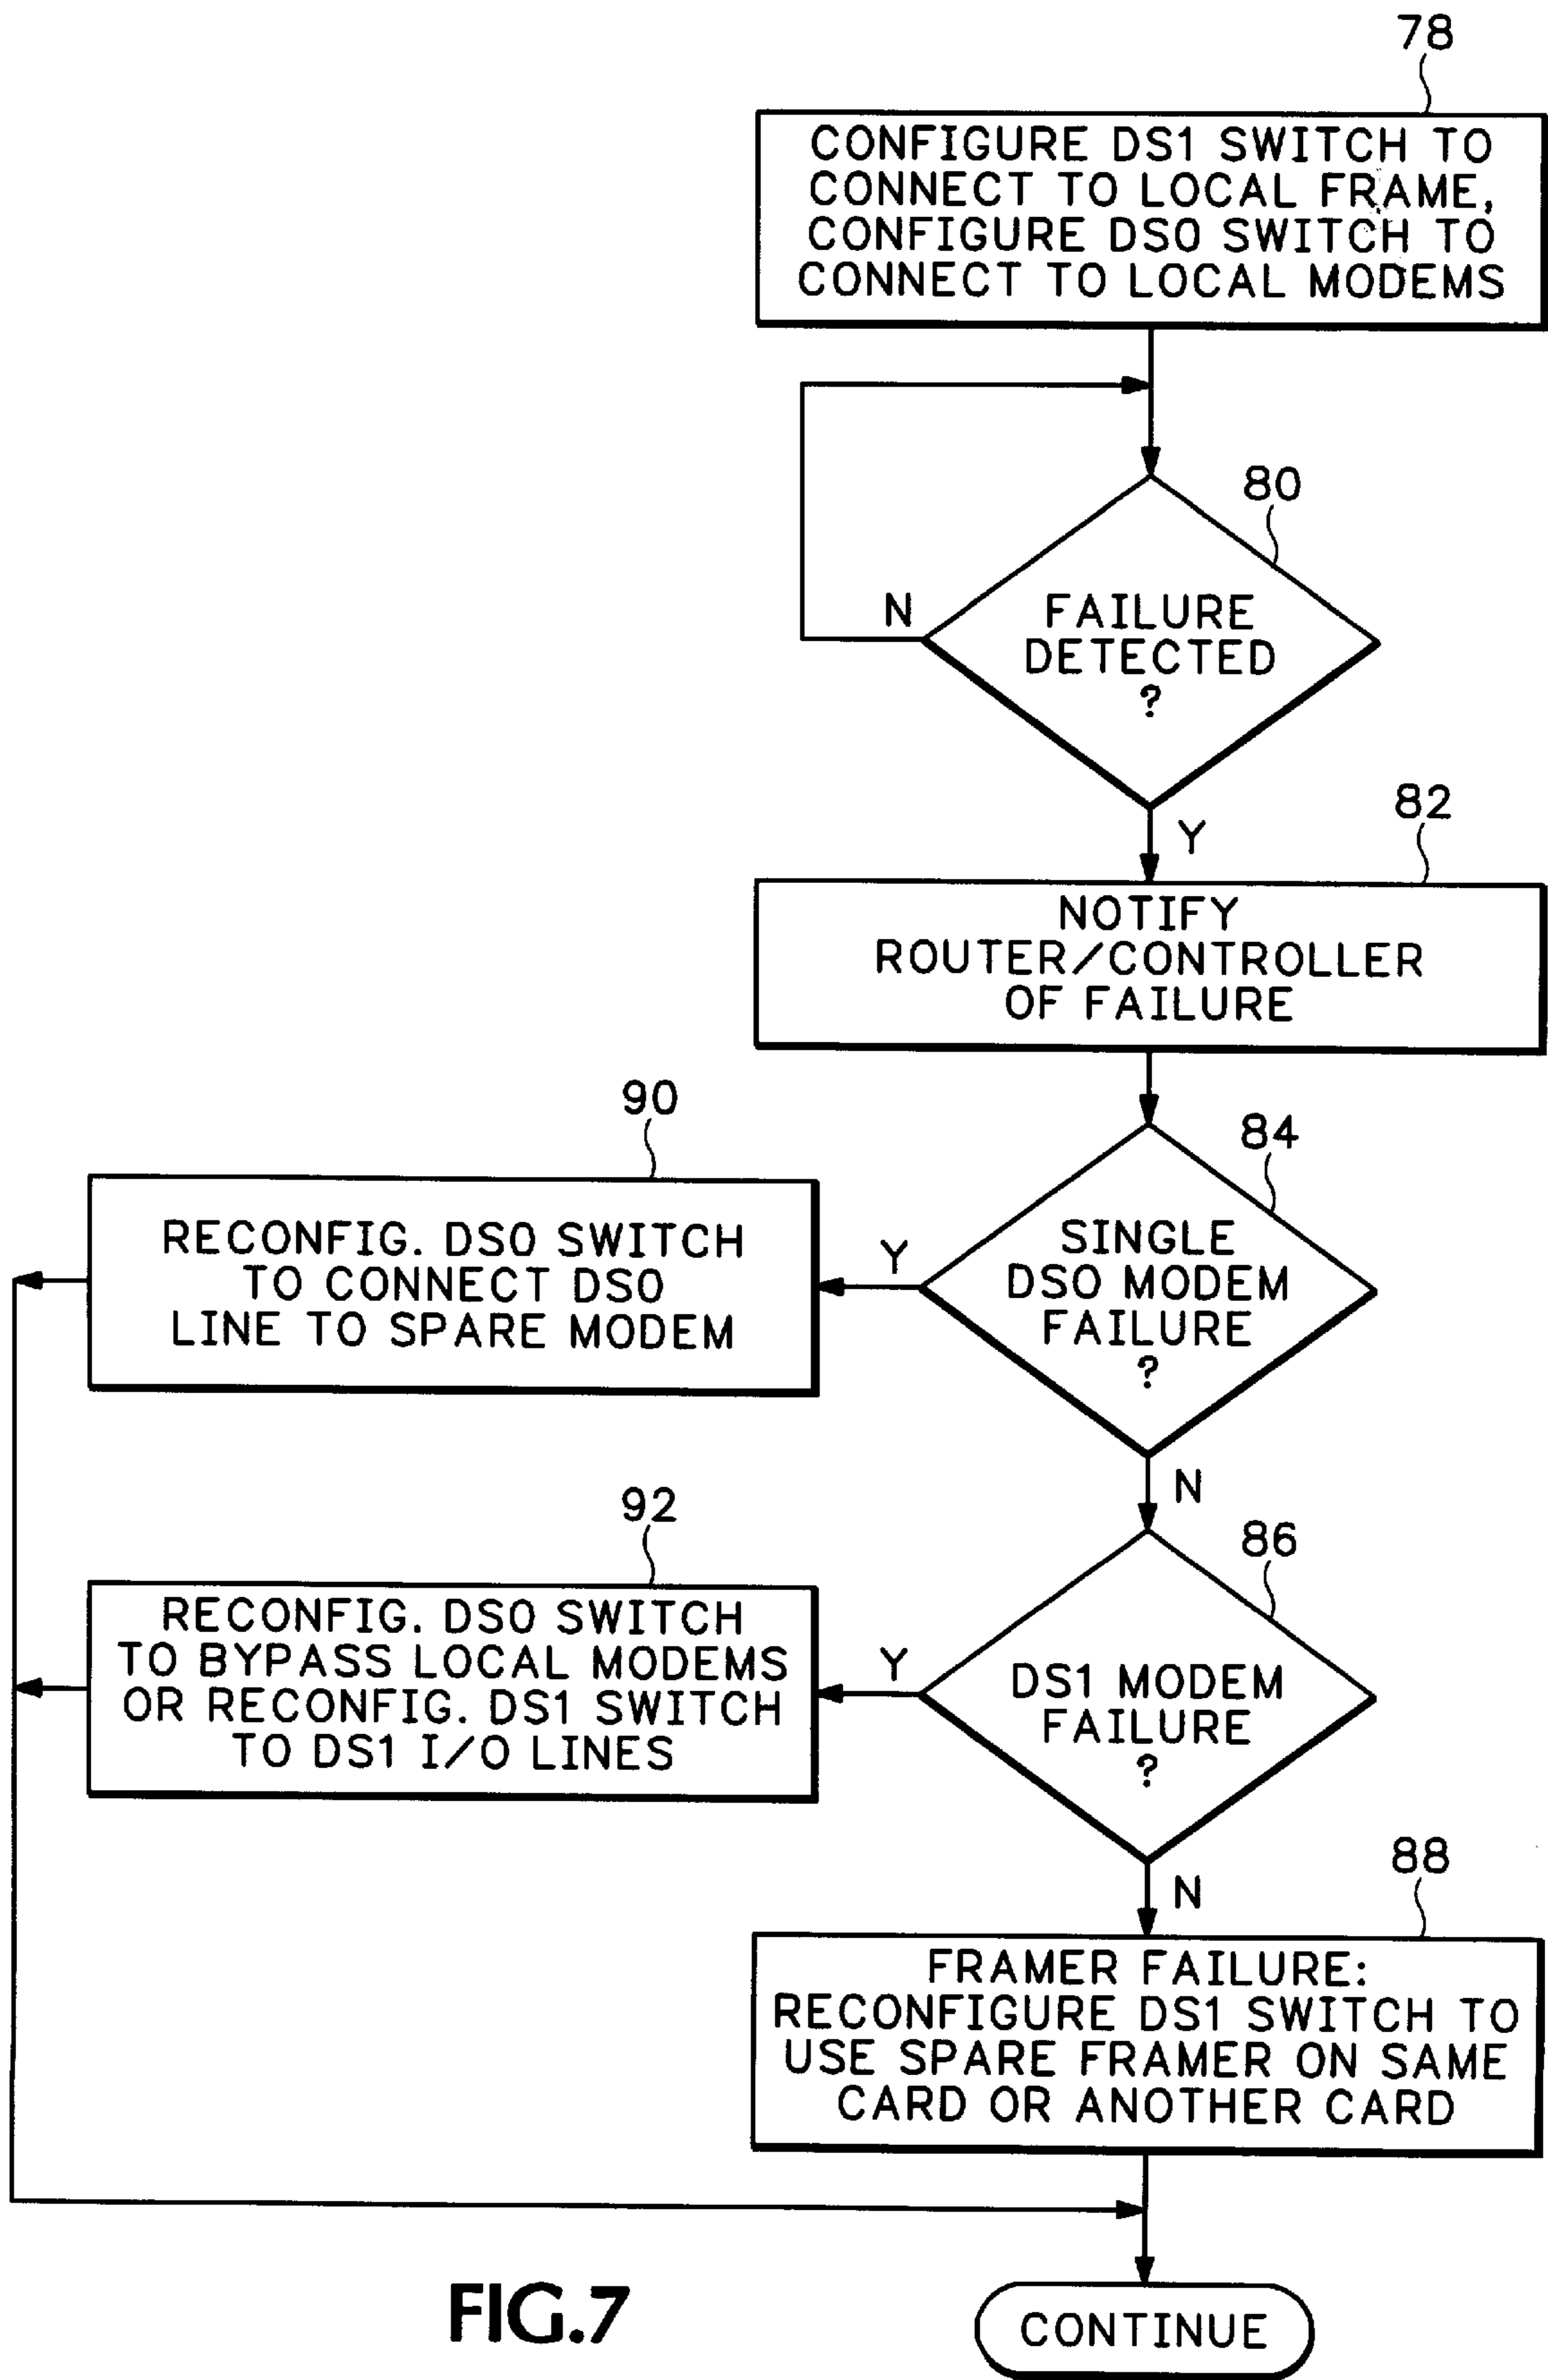 78
CONFIGURE DS1 SWITCH TO
CONNECT TO LOCAL FRAME,
CONFIGURE DS0 SWITCH TO
CONNECT TO LOCAL MODEMS
80
N
FAILURE
DETECTED
?
Y
82
NOTIFY
ROUTER/CONTROLLER
OF FAILURE
90
RECONFIG. DS0 SWITCH
TO CONNECT DS0
LINE TO SPARE MODEM
84
Y
SINGLE
DS0 MODEM
FAILURE
?
N
92
RECONFIG. DS0 SWITCH
TO BYPASS LOCAL MODEMS
OR RECONFIG. DS1 SWITCH
TO DS1 I/O LINES
86
Y
DS1 MODEM
FAILURE
?
N
88
FRAMER FAILURE:
RECONFIGURE DS1 SWITCH TO
USE SPARE FRAMER ON SAME
CARD OR ANOTHER CARD
FIG.7
CONTINUE